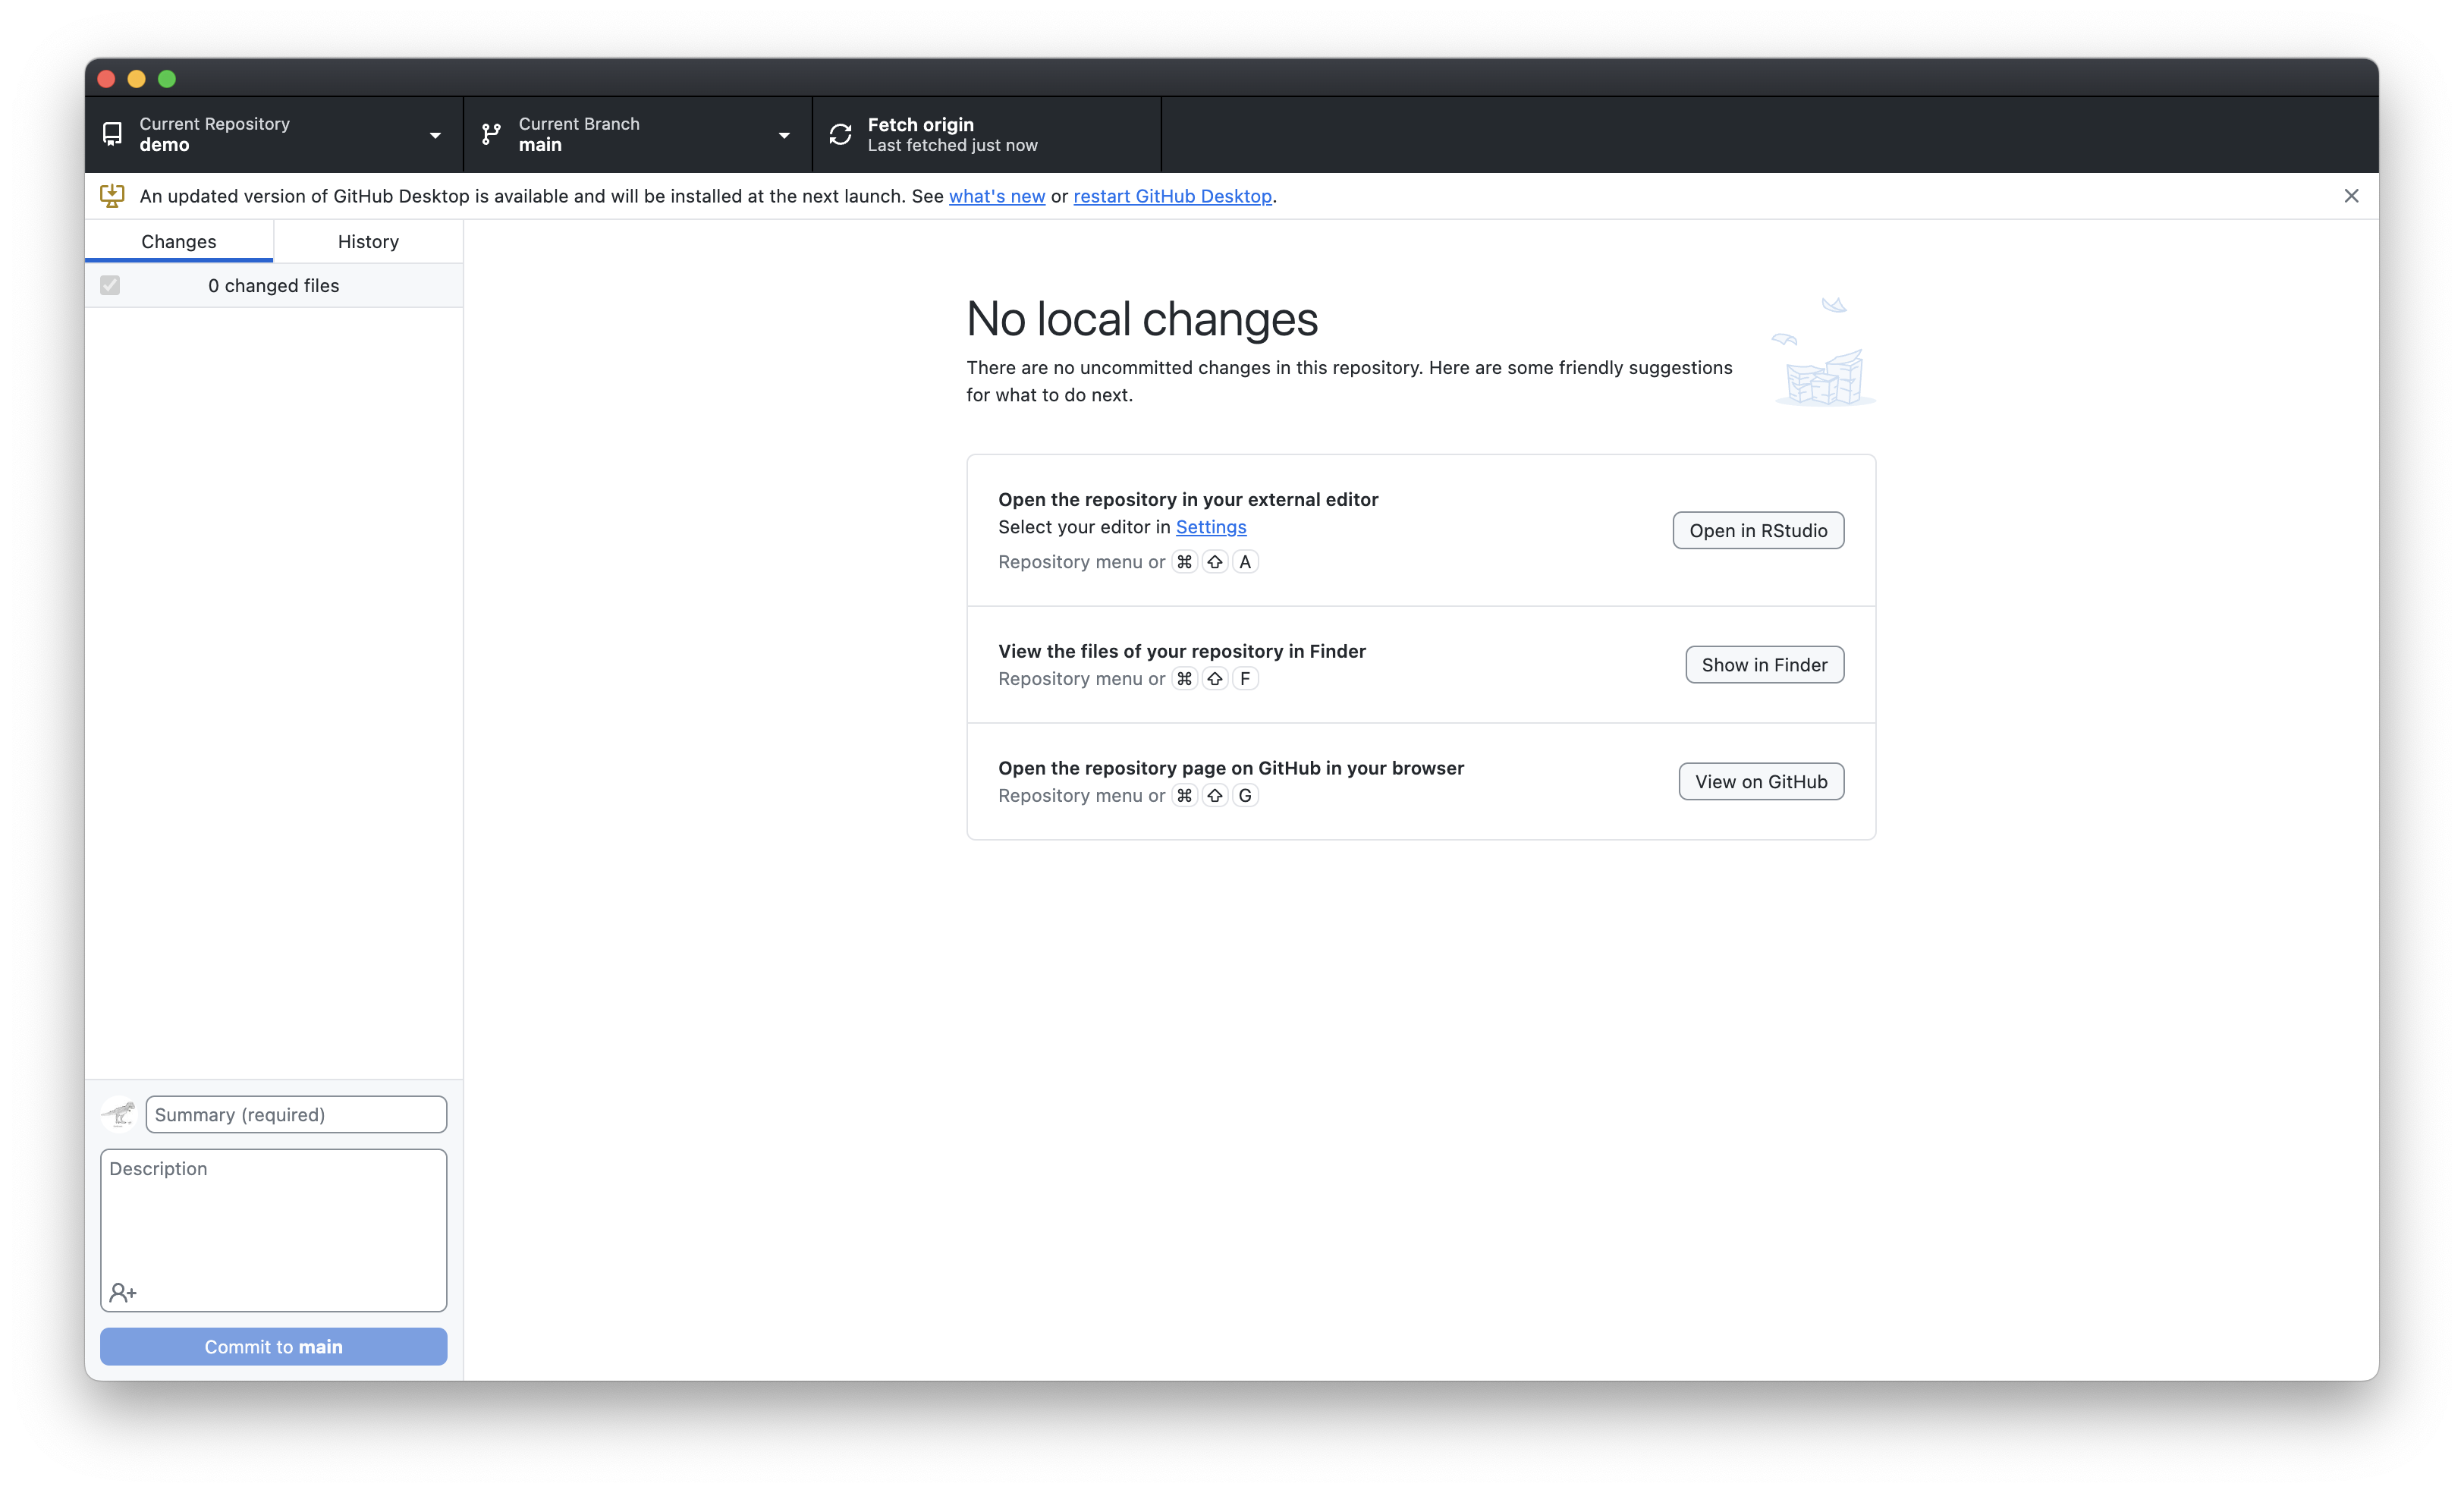 Current Repository
demo
Current Branch
main
Fetch origin
Last fetched just now
An updated version of GitHub Desktop is available and will be installed at the next launch. See what's new or restart GitHub Desktop.
Changes
History
0 changed files
No local changes
There are no uncommitted changes in this repository. Here are some friendly suggestions
for what to do next.
Open the repository in your external editor
Select your editor in Settings
Repository menu or ⌘ ⇧ A
Open in RStudio
View the files of your repository in Finder
Repository menu or ⌘ ⇧ F
Show in Finder
Open the repository page on GitHub in your browser
Repository menu or ⌘ ⇧ G
View on GitHub
Summary (required)
Description
Commit to main